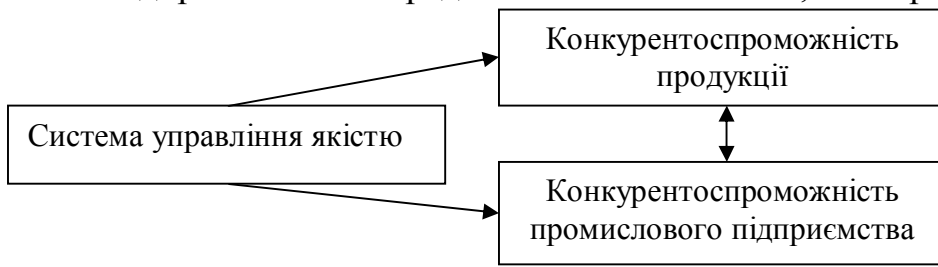 Конкурентоспроможність
продукції
Система управління якістю
Конкурентоспроможність
промислового підприємства